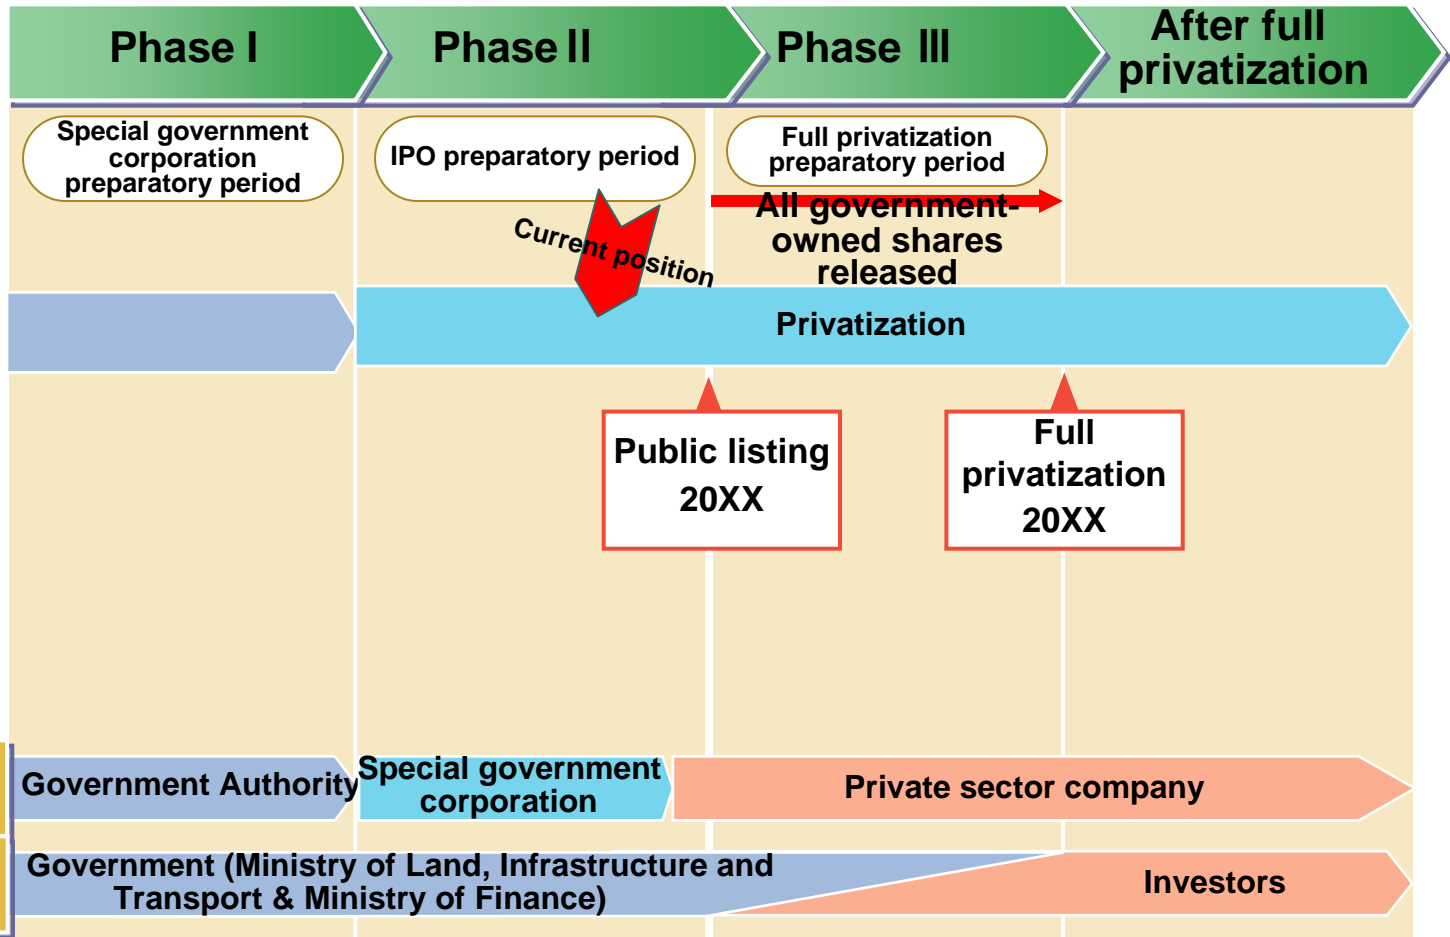 Phase I
Phase II
Phase III
After full
privatization
Special government
corporation
preparatory period
IPO preparatory period
Full privatization
preparatory period
Current position
All government-
owned shares
released
Privatization
Public listing
20XX
Full
privatization
20XX
Government Authority
Special government
corporation
Private sector company
Government (Ministry of Land, Infrastructure and
Transport & Ministry of Finance)
Investors